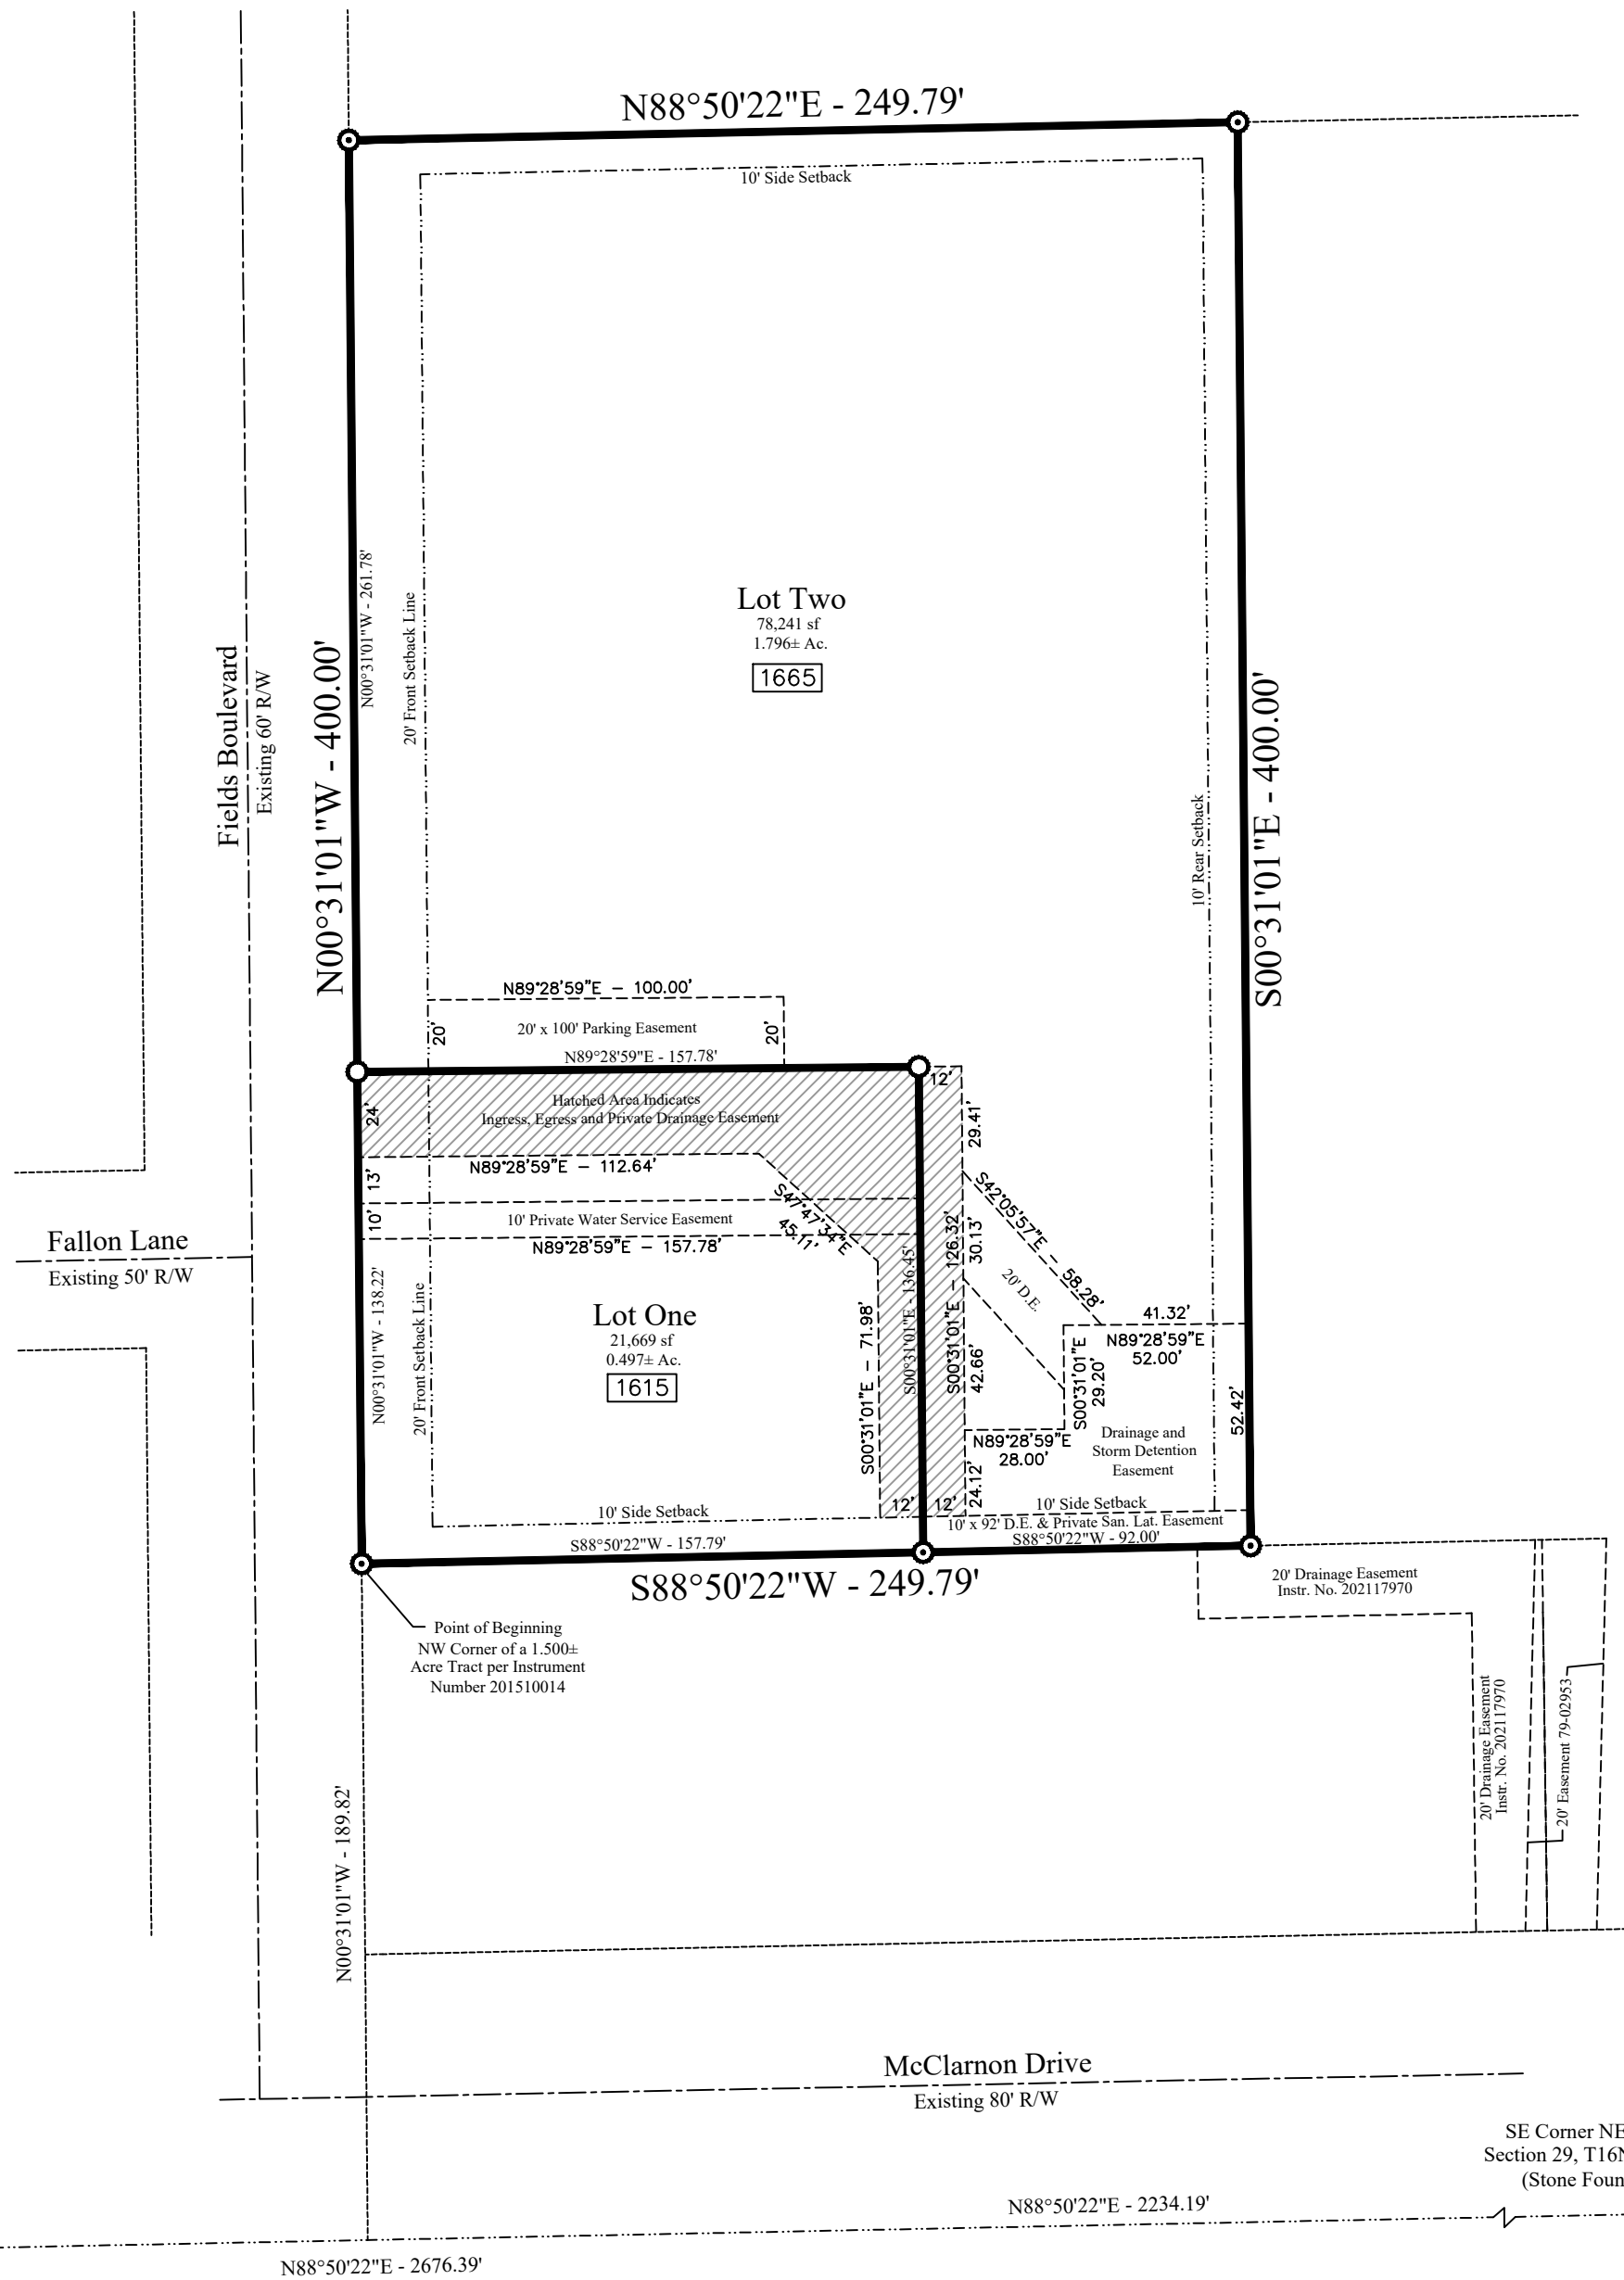 N88°50'22"E - 249.79'
10' Side Setback
N00°31'01"W - 261.78'
20' Front Setback Line
Lot Two
78,241 sf
1.796± Ac.
1665
Fields Boulevard
Existing 60' R/W
N00°31'01"W - 400.00'
S00°31'01"E - 400.00'
10' Rear Setback
N89°28'59"E - 100.00'
20'
20' x 100' Parking Easement
20'
N89°28'59"E - 157.78'
12'
24'
Hatched Area Indicates
Ingress, Egress and Private Drainage Easement
29.41'
N89°28'59"E - 112.64'
13'
S47°47'34"E
45.11'
S42°05'57"E - 58.28'
10'
10' Private Water Service Easement
N89°28'59"E - 157.78'
30.13'
20' D.E.
Fallon Lane
Existing 50' R/W
N00°31'01"W - 138.22'
20' Front Setback Line
Lot One
21,669 sf
0.497± Ac.
1615
S00°31'01"E - 71.98'
S00°31'01"E - 136.45'
S00°31'01"E - 126.32'
42.66'
41.32'
N89°28'59"E
52.00'
S00°31'01"E
29.20'
52.42'
N89°28'59"E
28.00'
Drainage and
Storm Detention
Easement
24.12'
12'
12'
10' Side Setback
10' Side Setback
10' x 92' D.E. & Private San. Lat. Easement
S88°50'22"W - 157.79'
S88°50'22"W - 92.00'
S88°50'22"W - 249.79'
20' Drainage Easement
Instr. No. 202117970
Point of Beginning
NW Corner of a 1.500±
Acre Tract per Instrument
Number 201510014
20' Drainage Easement
Instr. No. 202117970
20' Easement 79-02953
N00°31'01"W - 189.82'
McClarnon Drive
Existing 80' R/W
SE Corner NE
Section 29, T16N
(Stone Foun
N88°50'22"E - 2234.19'
N88°50'22"E - 2676.39'